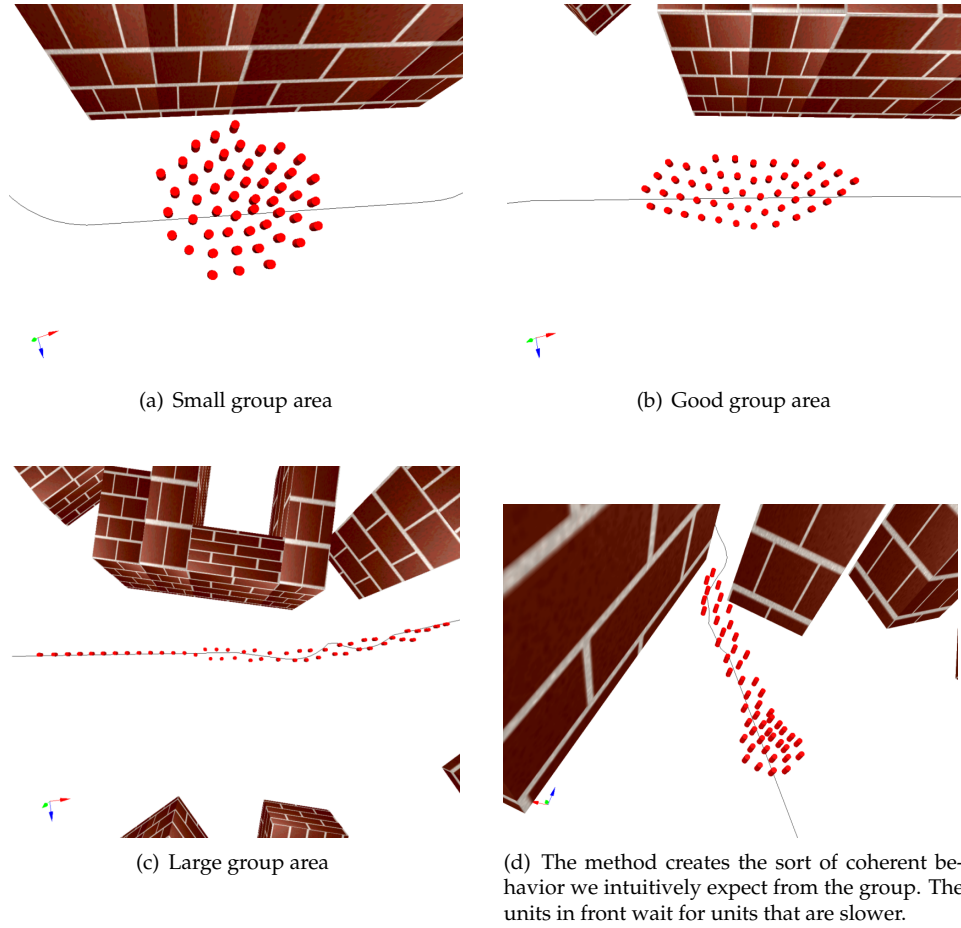 (a) Small group area
(b) Good group area
(c) Large group area
(d) The method creates the sort of coherent be-
havior we intuitively expect from the group. The
units in front wait for units that are slower.